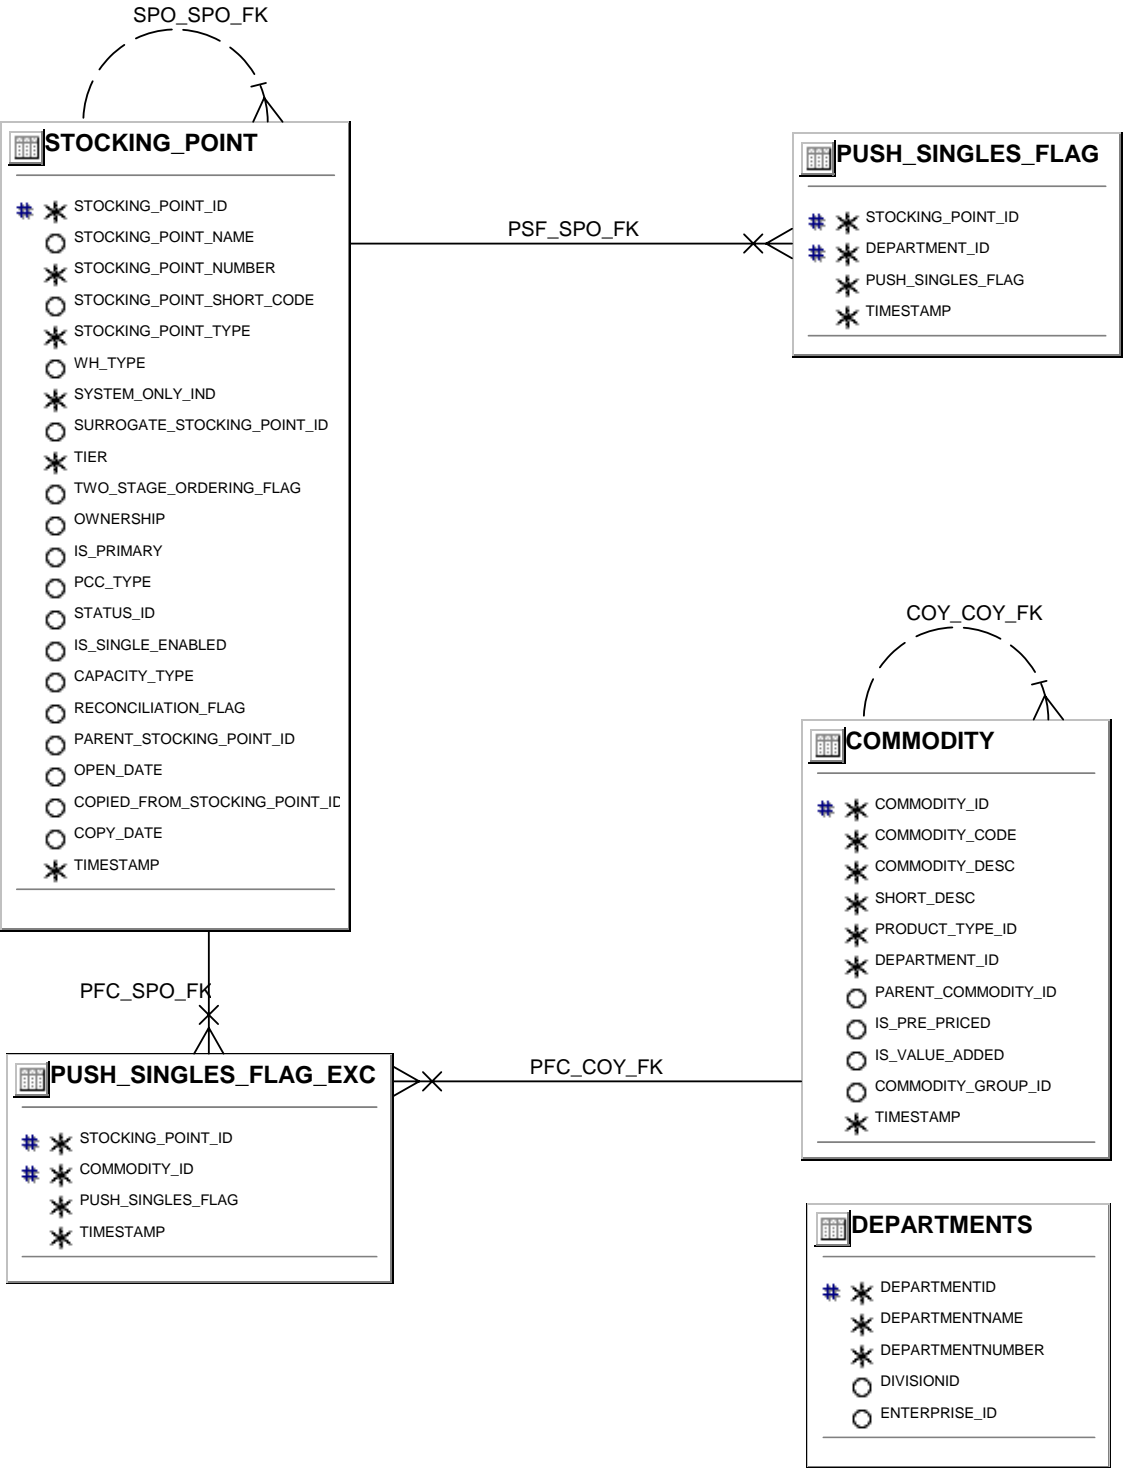 SPO_SPO_FK
STOCKING_POINT
# STOCKING_POINT_ID
STOCKING_POINT_NAME
STOCKING_POINT_NUMBER
STOCKING_POINT_SHORT_CODE
STOCKING_POINT_TYPE
WH_TYPE
SYSTEM_ONLY_IND
SURROGATE_STOCKING_POINT_ID
TIER
TWO_STAGE_ORDERING_FLAG
OWNERSHIP
IS_PRIMARY
PCC_TYPE
STATUS_ID
IS_SINGLE_ENABLED
CAPACITY_TYPE
RECONCILIATION_FLAG
PARENT_STOCKING_POINT_ID
OPEN_DATE
COPIED_FROM_STOCKING_POINT_ID
COPY_DATE
TIMESTAMP
PSF_SPO_FK
PUSH_SINGLES_FLAG
# STOCKING_POINT_ID
# DEPARTMENT_ID
PUSH_SINGLES_FLAG
TIMESTAMP
COY_COY_FK
COMMODITY
# COMMODITY_ID
COMMODITY_CODE
COMMODITY_DESC
SHORT_DESC
PRODUCT_TYPE_ID
DEPARTMENT_ID
PARENT_COMMODITY_ID
IS_PRE_PRICED
IS_VALUE_ADDED
COMMODITY_GROUP_ID
TIMESTAMP
PFC_SPO_FK
PFC_COY_FK
PUSH_SINGLES_FLAG_EXC
# STOCKING_POINT_ID
# COMMODITY_ID
PUSH_SINGLES_FLAG
TIMESTAMP
DEPARTMENTS
# DEPARTMENTID
DEPARTMENTNAME
DEPARTMENTNUMBER
DIVISIONID
ENTERPRISE_ID